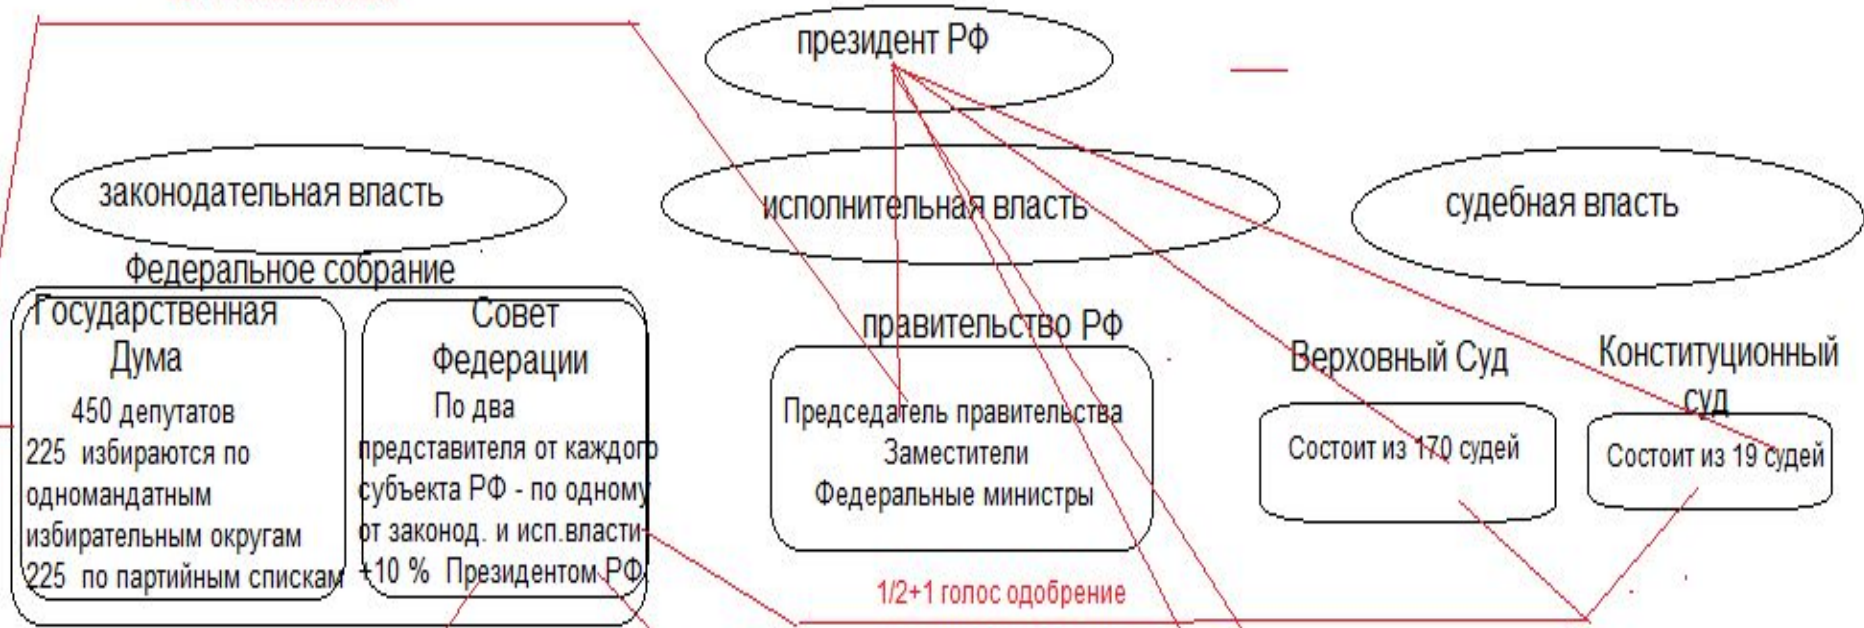 президент РФ
законодательная власть
исполнительная власть
судебная власть
Федеральное собрание
Государственная
Дума
450 депутатов
225 избираются по
одномандатным
избирательным округам
225 по партийным спискам
Совет
Федерации
По два
представителя от каждого
субъекта РФ - по одному
от законод. и исп.власти
+10 % Президентом РФ
правительство РФ
Председатель правительства
Заместители
Федеральные министры
Верховный Суд
Состоит из 170 судей
Конституционный
суд
Состоит из 19 судей
1/2+1 голос одобрение